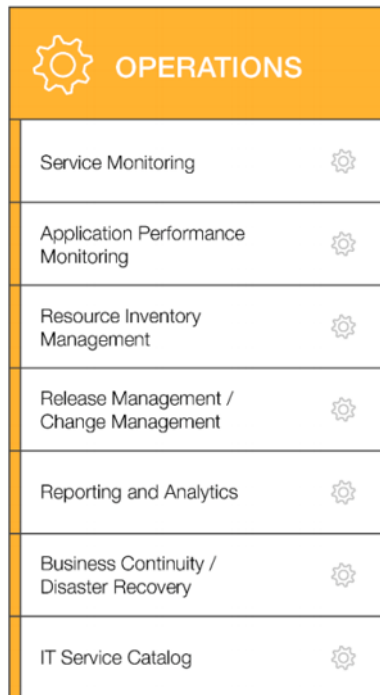 OPERATIONS
Service Monitoring
Application Performance
Monitoring
Resource Inventory
Management
Release Management /
Change Management
Reporting and Analytics
Business Continuity /
Disaster Recovery
IT Service Catalog